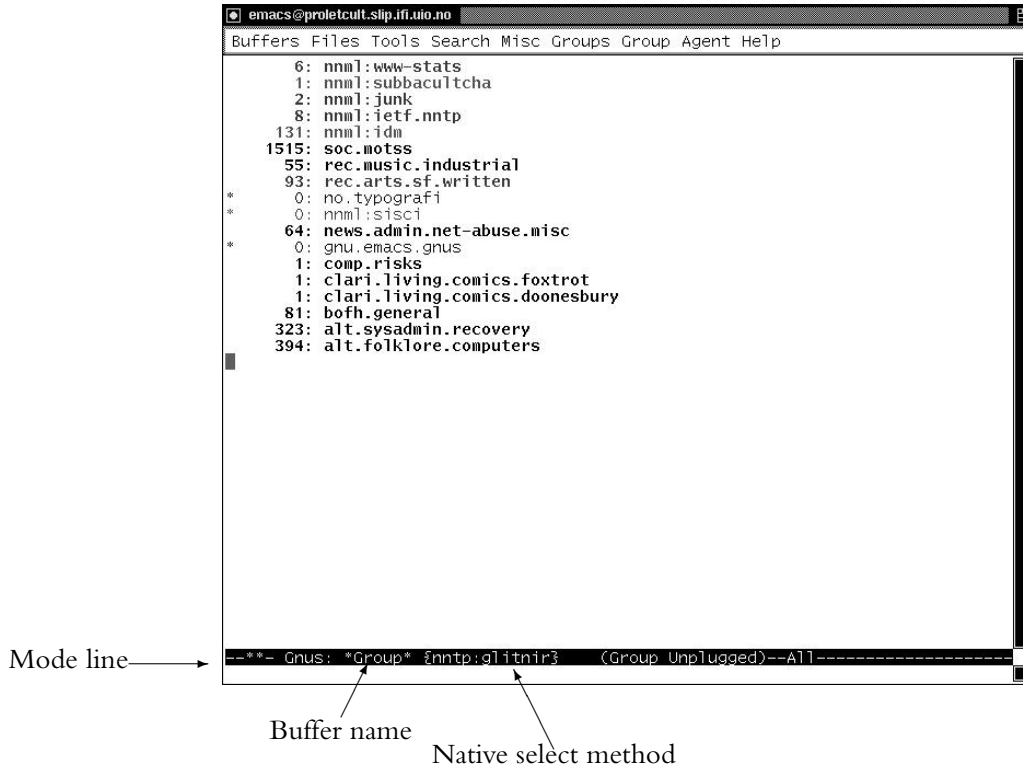 emacs@proletcult.slip.ifi.uio.no
Buffers Files Tools Search Misc Groups Group Agent Help
6: nnml:www-stats
1: nnml:subbacultcha
2: nnml:junk
8: nnml:ietf.nntp
131: nnml:idm
1515: soc.motss
55: rec.music.industrial
93: rec.arts.sf.written
* 0: no.typografi
* 0: nnml:sisci
64: news.admin.net-abuse.misc
* 0: gnu.emacs.gnus
1: comp.risks
1: clari.living.comics.foxtrot
1: clari.living.comics.doonesbury
81: bofh.general
323: alt.sysadmin.recovery
394: alt.folklore.computers
Mode line
--**- Gnus: *Group* {nntp:glitnir} (Group Unplugged)--All--------------------
Buffer name
Native select method